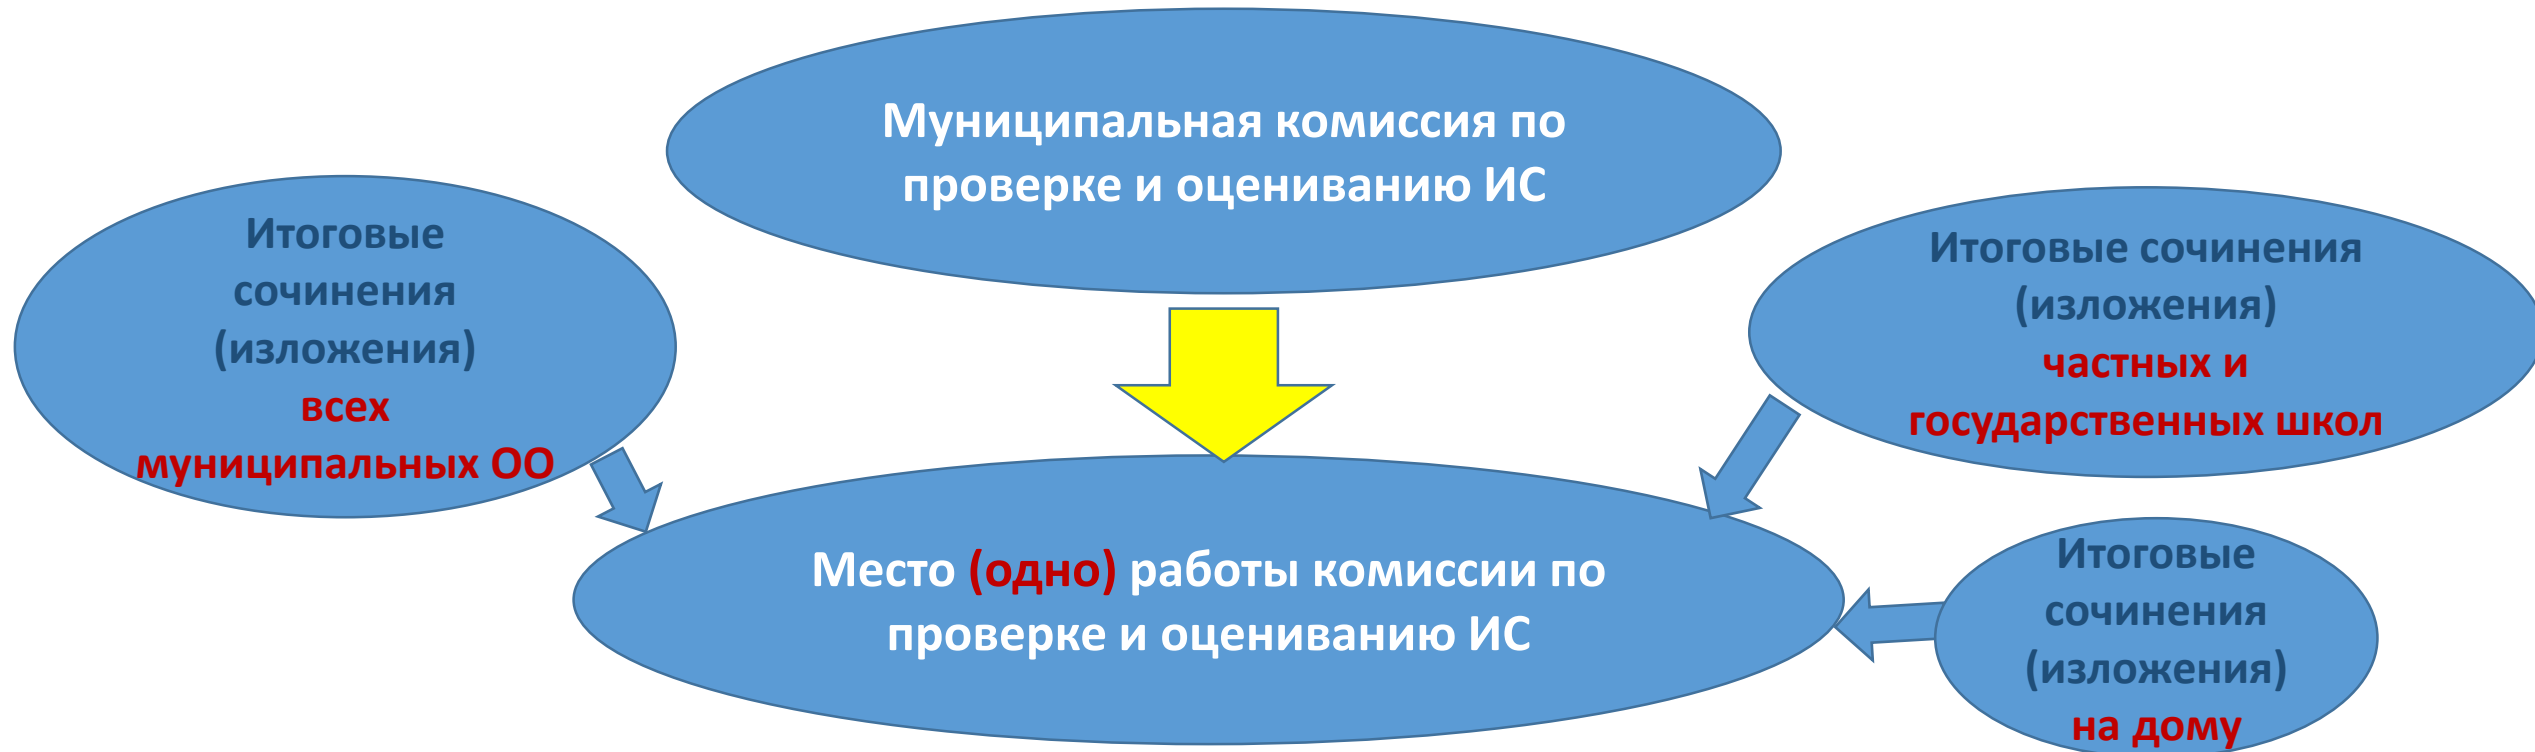 Муниципальная комиссия по
проверке и оцениванию ИС
Итоговые
сочинения
(изложения)
всех
муниципальных ОО
Итоговые сочинения
(изложения)
частных и
государственных школ
Место (одно) работы комиссии по
проверке и оцениванию ИС
Итоговые
сочинения
(изложения)
на дому